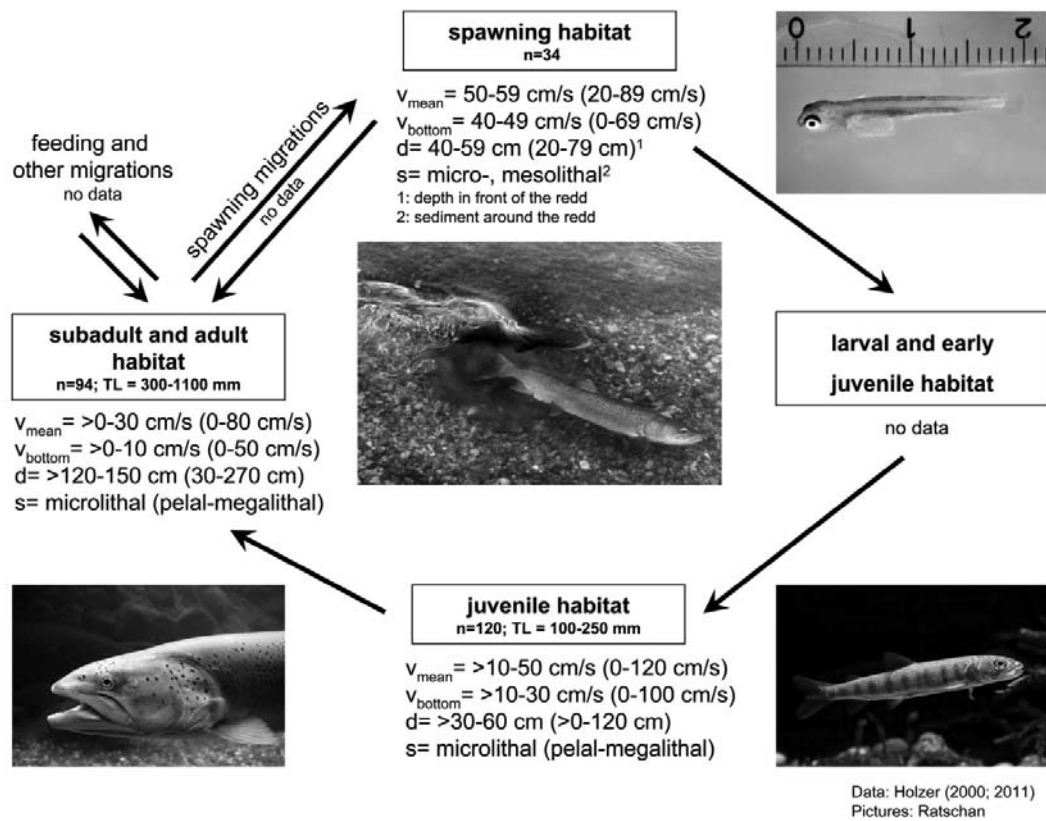 spawning habitat
n=34
v_mean= 50-59 cm/s (20-89 cm/s)
v_bottom= 40-49 cm/s (0-69 cm/s)
d= 40-59 cm (20-79 cm)¹
s= micro-, mesolithal²
1: depth in front of the redd
2: sediment around the redd
0 1 2
feeding and
other migrations
no data
spawning migrations
no data
subadult and adult
habitat
n=94; TL = 300-1100 mm
v_mean= >0-30 cm/s (0-80 cm/s)
v_bottom= >0-10 cm/s (0-50 cm/s)
d= >120-150 cm (30-270 cm)
s= microlithal (pelal-megalithal)
larval and early
juvenile habitat
no data
juvenile habitat
n=120; TL = 100-250 mm
v_mean = >10-50 cm/s (0-120 cm/s)
v_bottom= >10-30 cm/s (0-100 cm/s)
d= >30-60 cm (>0-120 cm)
s= microlithal (pelal-megalithal)
Data: Holzer (2000; 2011)
Pictures: Ratschan